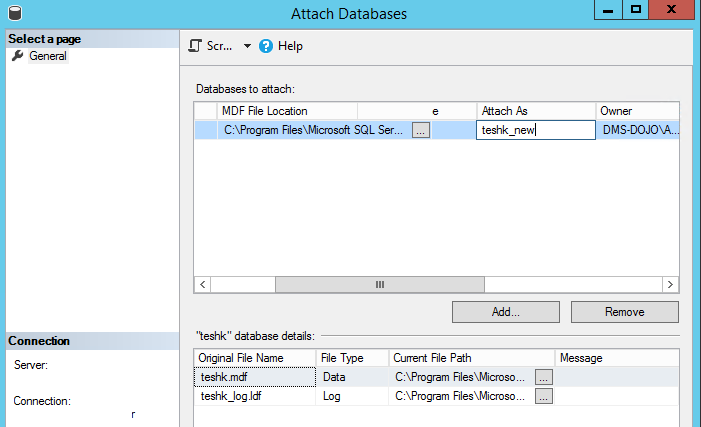 Attach Databases
Select a page
General
Scr...
Help
Databases to attach:
MDF File Location e Attach As Owner
C:\Program Files\Microsoft SQL Ser... ... teshk_new DMS-DOJO\A...
Add...
Remove
Connection
Server:
Connection:
r
"teshk" database details:
Original File Name File Type Current File Path Message
teshk.mdf Data C:\Program Files\Microso... ...
teshk_log.ldf Log C:\Program Files\Microso... ...